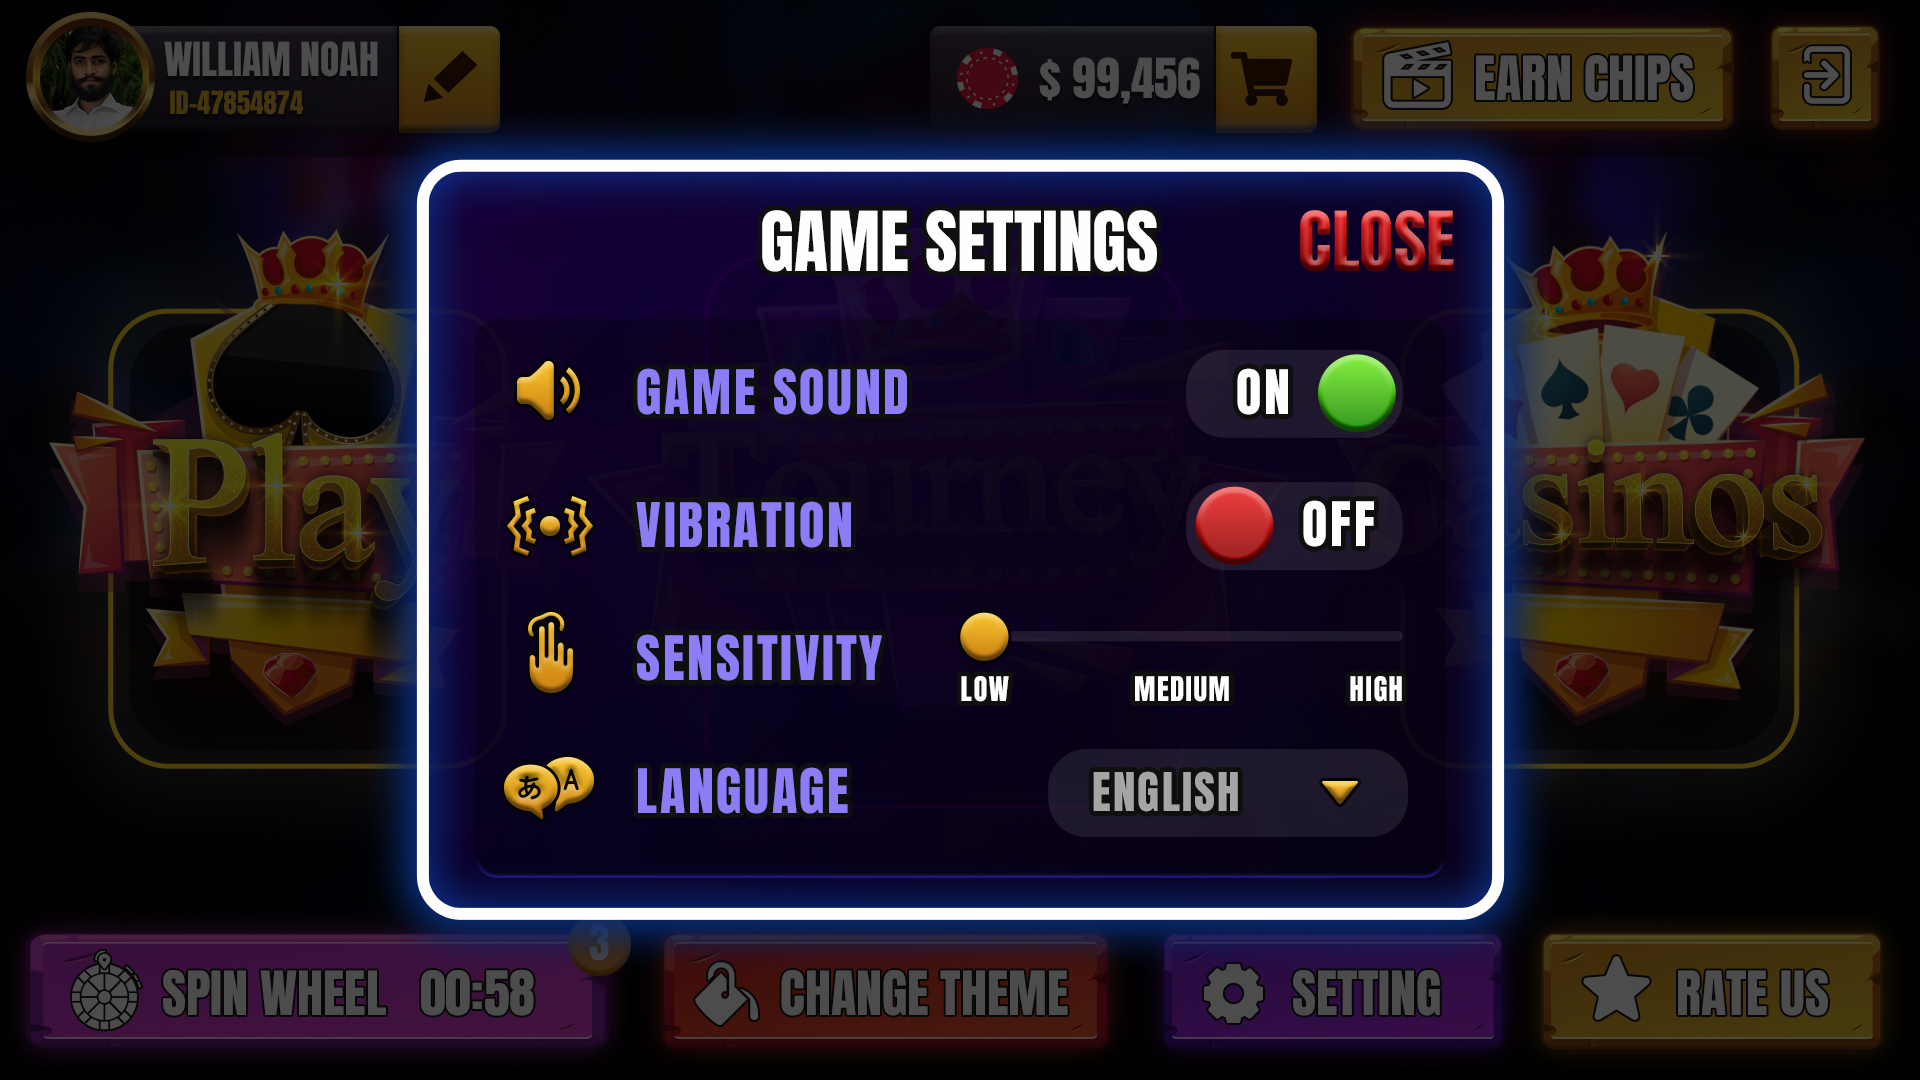 WILLIAM NOAH
ID-47854874
$ 99,456
EARN CHIPS
GAME SETTINGS
CLOSE
GAME SOUND
ON
VIBRATION
OFF
SENSITIVITY
LOW
MEDIUM
HIGH
あ A
LANGUAGE
ENGLISH
Play
Tourney
Casinos
3
SPIN WHEEL 00:58
CHANGE THEME
SETTING
RATE US